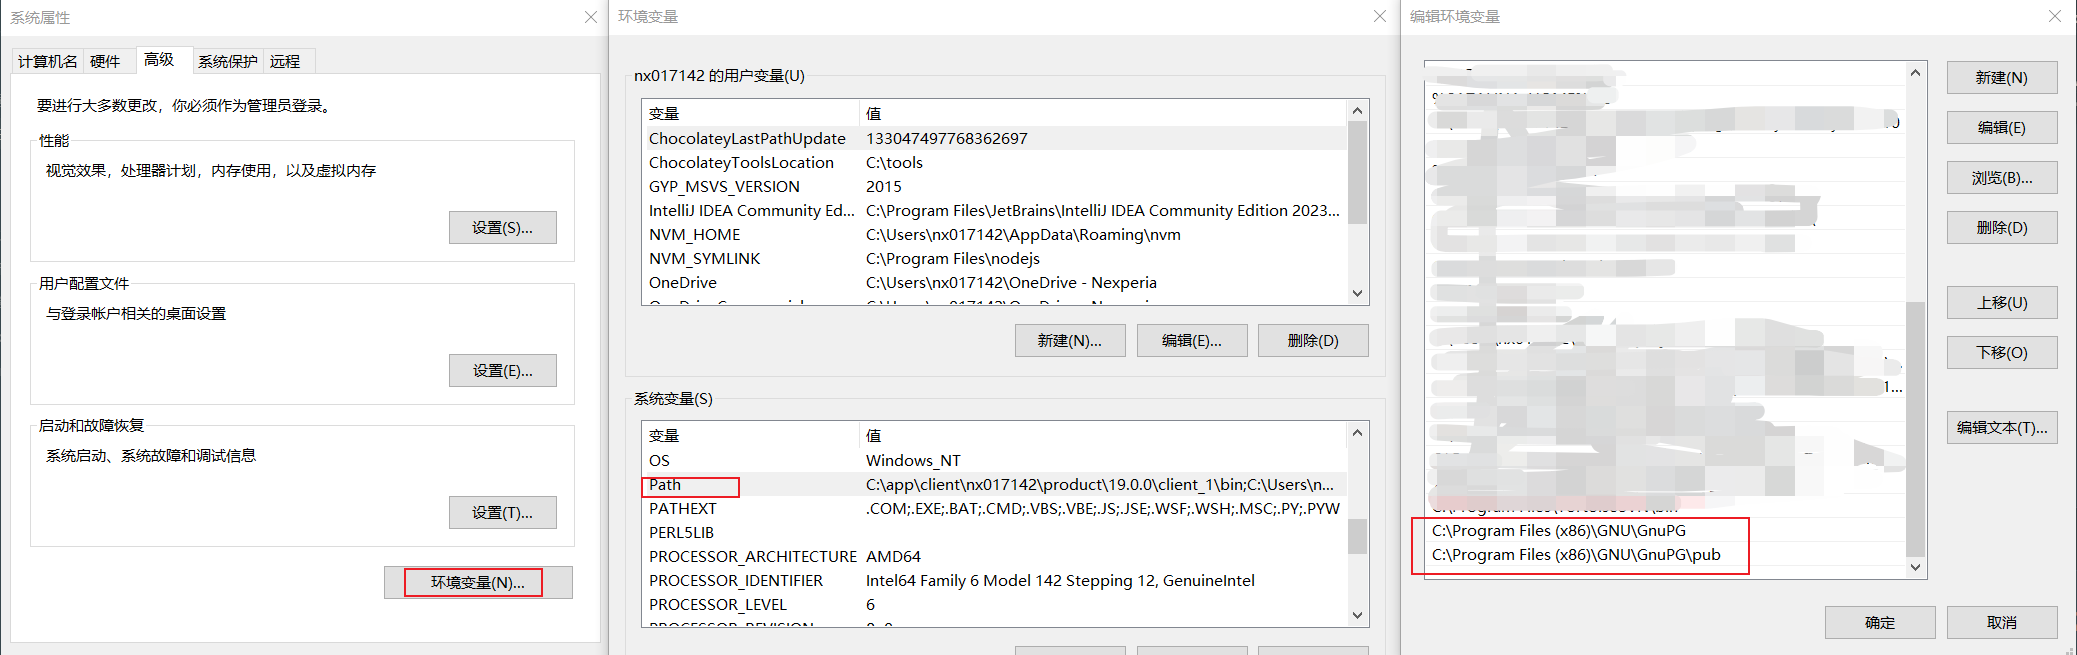 系统属性
计算机名 硬件 高级 系统保护 远程
要进行大多数更改，你必须作为管理员登录。
性能
视觉效果，处理器计划，内存使用，以及虚拟内存
设置(S)...
用户配置文件
与登录帐户相关的桌面设置
设置(E)...
启动和故障恢复
系统启动、系统故障和调试信息
设置(T)...
环境变量(N)...
环境变量
nx017142 的用户变量(U)
变量 值
ChocolateyLastPathUpdate 133047497768362697
ChocolateyToolsLocation C:\tools
GYP_MSVS_VERSION 2015
IntelliJ IDEA Community Ed... C:\Program Files\JetBrains\IntelliJ IDEA Community Edition 2023...
NVM_HOME C:\Users\nx017142\AppData\Roaming\nvm
NVM_SYMLINK C:\Program Files\nodejs
OneDrive C:\Users\nx017142\OneDrive - Nexperia
新建(N)... 编辑(E)... 删除(D)
系统变量(S)
变量 值
OS Windows_NT
Path C:\app\client\nx017142\product\19.0.0\client_1\bin;C:\Users\n...
PATHEXT .COM;.EXE;.BAT;.CMD;.VBS;.VBE;.JS;.JSE;.WSF;.WSH;.MSC;.PY;.PYW
PERL5LIB
PROCESSOR_ARCHITECTURE AMD64
PROCESSOR_IDENTIFIER Intel64 Family 6 Model 142 Stepping 12, GenuineIntel
PROCESSOR_LEVEL 6
编辑环境变量
C:\Program Files (x86)\GNU\GnuPG
C:\Program Files (x86)\GNU\GnuPG\pub
新建(N)
编辑(E)
浏览(B)...
删除(D)
上移(U)
下移(O)
编辑文本(T)...
确定 取消